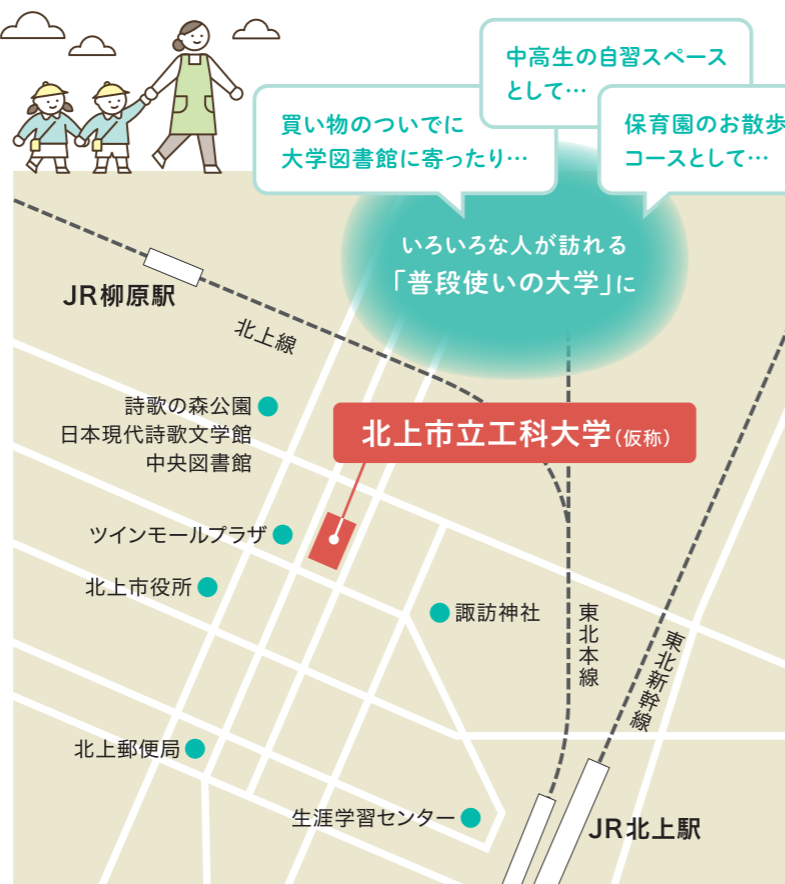 中高生の自習スペース
として…
買い物のついでに
大学図書館に寄ったり…
保育園のお散歩
コースとして…
いろいろな人が訪れる
「普段使いの大学」に
JR柳原駅
北上線
詩歌の森公園
日本現代詩歌文学館
中央図書館
北上市立工科大学(仮称)
ツインモールプラザ
北上市役所
諏訪神社
東北本線
東北新幹線
北上郵便局
生涯学習センター
JR北上駅